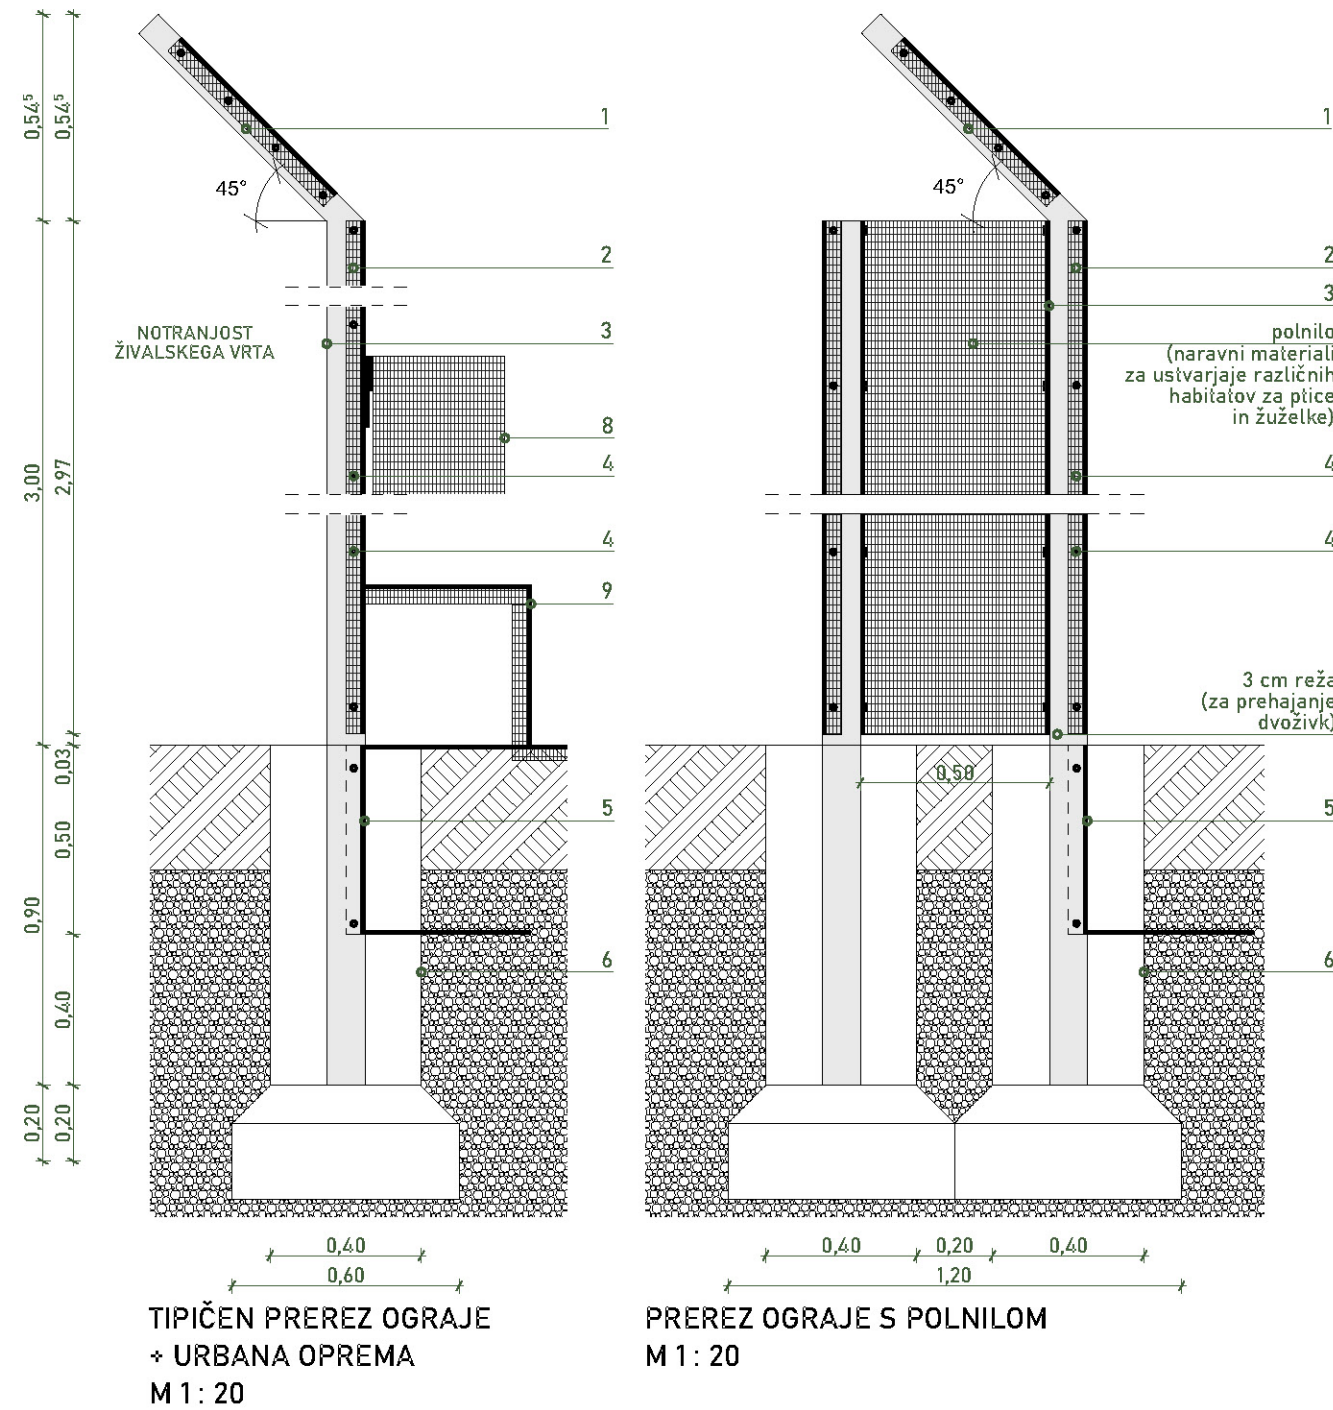 0,54⁵
0,54⁵
3,00
2,97
0,03
0,50
0,90
0,40
0,20
0,20
45°
NOTRANJOST
ŽIVALSKEGA VRTA
1
2
3
8
4
4
9
5
6
0,40
0,60
TIPIČEN PREREZ OGRAJE
+ URBANA OPREMA
M 1 : 20
45°
1
2
3
polnilo
(naravni materiali
za ustvarjaje različnih
habitatov za ptice
in žuželke)
4
4
3 cm reža
(za prehajanje
dvoživk)
0,50
5
6
0,40
0,20
0,40
1,20
PREREZ OGRAJE S POLNILOM
M 1 : 20